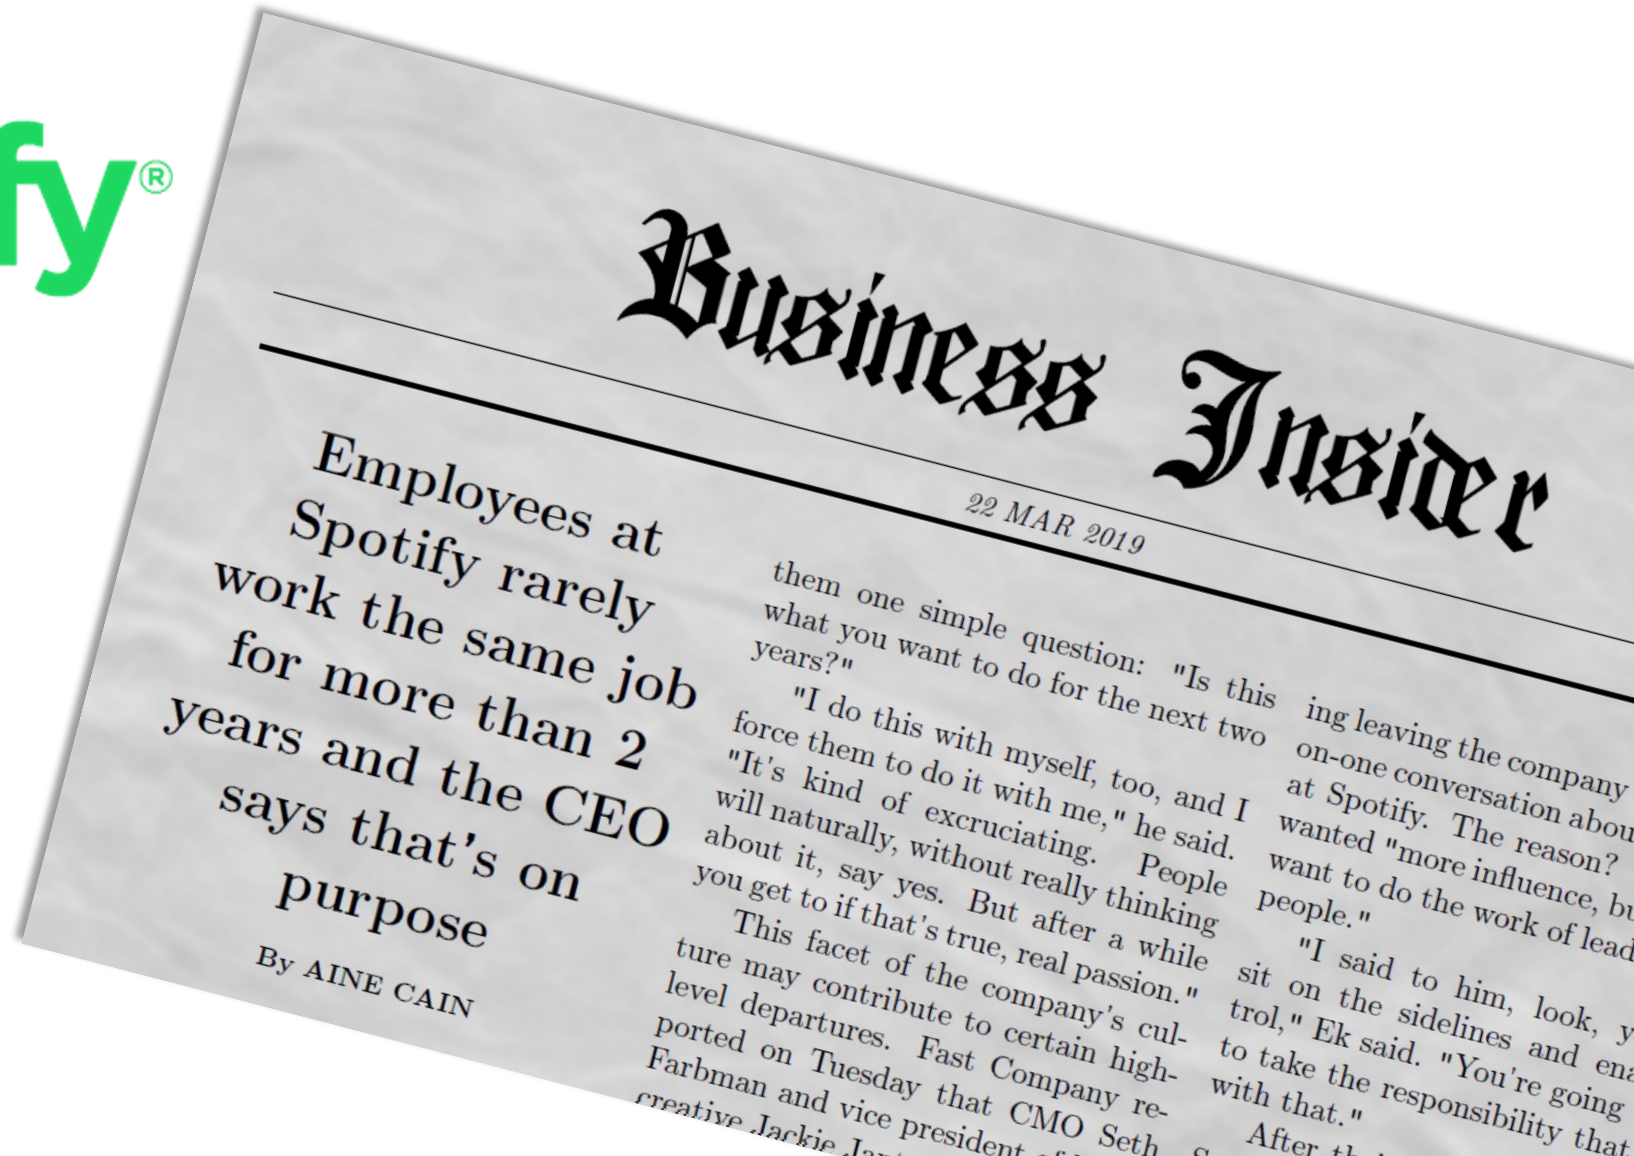 fy®
Business Insider
22 MAR 2019
Employees at
Spotify rarely
work the same job
for more than 2
years and the CEO
says that's on
purpose
By AINE CAIN
them one simple question: "Is this
what you want to do for the next two
years?"
"I do this with myself, too, and I
force them to do it with me," he said.
"It's kind of excruciating. People
will naturally, without really thinking
about it, say yes. But after a while
you get to if that's true, real passion."
This facet of the company's cul-
ture may contribute to certain high-
level departures. Fast Company re-
ported on Tuesday that CMO Seth
Farbman and vice president
creative Jackie
ing leaving the company
on-one conversation abou
at Spotify. The reason?
wanted "more influence, bu
want to do the work of lead
people."
"I said to him, look, y
sit on the sidelines and ena
trol," Ek said. "You're going
to take the responsibility that
with that."
After